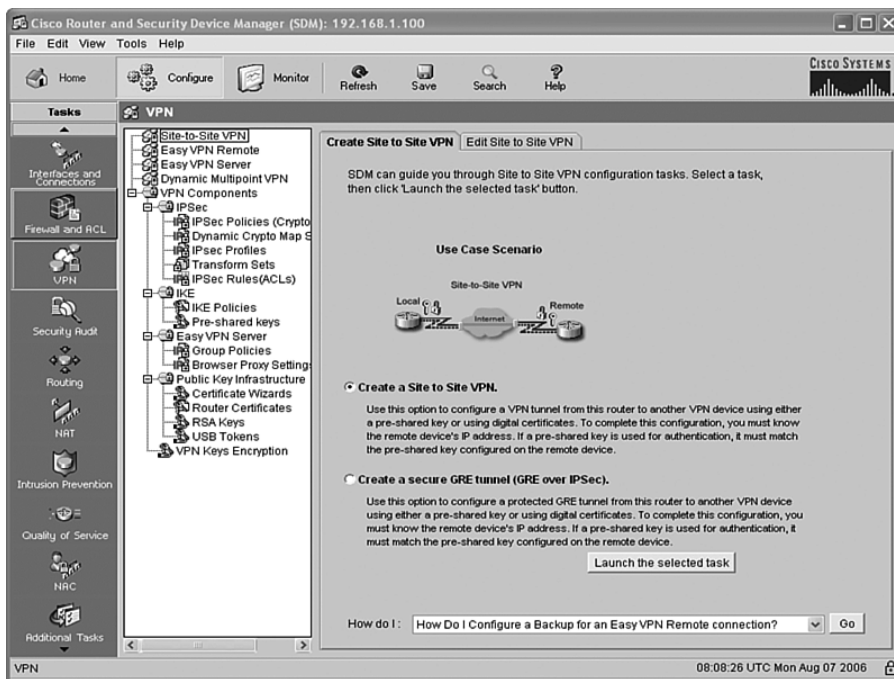 Cisco Router and Security Device Manager (SDM): 192.168.1.100
File Edit View Tools Help
Home
Configure
Monitor
Refresh
Save
Search
Help
CISCO SYSTEMS
Tasks
VPN
Interfaces and
Connections
Firewall and ACL
VPN
Security Audit
Routing
NAT
Intrusion Prevention
Quality of Service
NAC
Additional Tasks
Site-to-Site VPN
Easy VPN Remote
Easy VPN Server
Dynamic Multipoint VPN
VPN Components
IPSec
IPSec Policies (Crypto
Dynamic Crypto Map S
IPsec Profiles
Transform Sets
IPSec Rules(ACLs)
IKE
IKE Policies
Pre-shared keys
Easy VPN Server
Group Policies
Browser Proxy Setting
Public Key Infrastructure
Certificate Wizards
Router Certificates
RSA Keys
USB Tokens
VPN Keys Encryption
Create Site to Site VPN
Edit Site to Site VPN
SDM can guide you through Site to Site VPN configuration tasks. Select a task,
then click 'Launch the selected task' button.
Use Case Scenario
Site-to-Site VPN
Local
Internet
Remote
Create a Site to Site VPN.
Use this option to configure a VPN tunnel from this router to another VPN device using either
a pre-shared key or using digital certificates. To complete this configuration, you must know
the remote device's IP address. If a pre-shared key is used for authentication, it must match
the pre-shared key configured on the remote device.
Create a secure GRE tunnel (GRE over IPSec).
Use this option to configure a protected GRE tunnel from this router to another VPN device
using either a pre-shared key or using digital certificates. To complete this configuration, you
must know the remote device's IP address. If a pre-shared key is used for authentication, it
must match the pre-shared key configured on the remote device.
Launch the selected task
How do I : How Do I Configure a Backup for an Easy VPN Remote connection? Go
VPN
08:08:26 UTC Mon Aug 07 2006